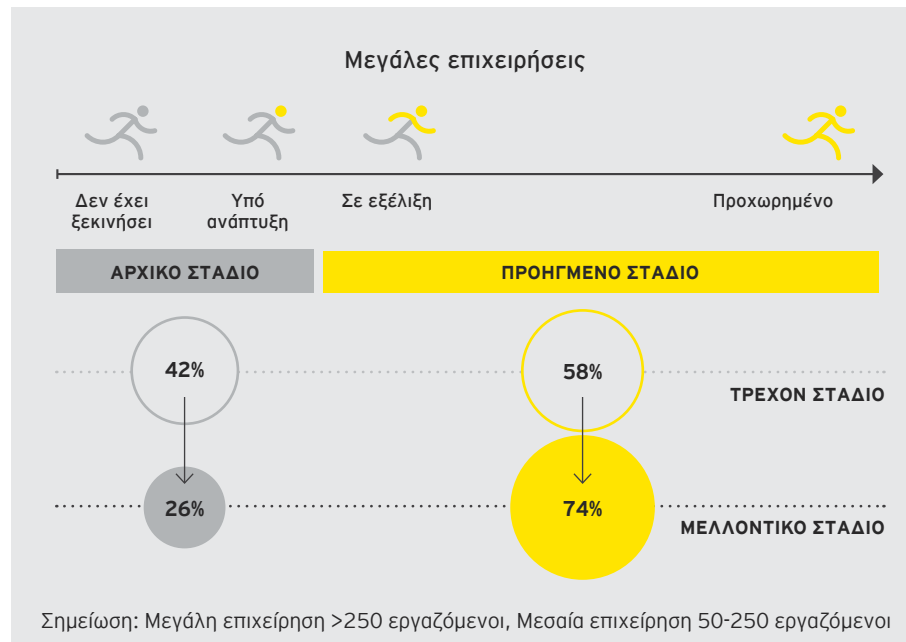 Μεγάλες επιχειρήσεις
Δεν έχει
ξεκινήσει
Υπό
ανάπτυξη
Σε εξέλιξη
Προχωρημένο
ΑΡΧΙΚΟ ΣΤΑΔΙΟ
ΠΡΟΗΓΜΕΝΟ ΣΤΑΔΙΟ
42%
58%
ΤΡΕΧΟΝ ΣΤΑΔΙΟ
26%
74%
ΜΕΛΛΟΝΤΙΚΟ ΣΤΑΔΙΟ
Σημείωση: Μεγάλη επιχείρηση >250 εργαζόμενοι, Μεσαία επιχείρηση 50-250 εργαζόμενοι